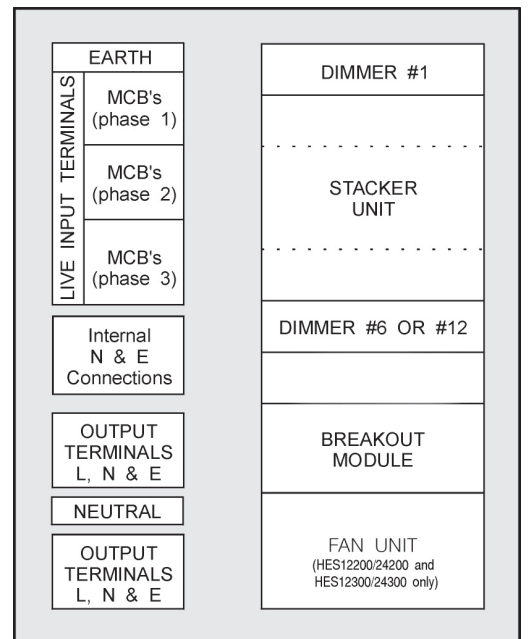 EARTH
LIVE INPUT TERMINALS
MCB's
(phase 1)
MCB's
(phase 2)
MCB's
(phase 3)
Internal
N & E
Connections
OUTPUT
TERMINALS
L, N & E
NEUTRAL
OUTPUT
TERMINALS
L, N & E
DIMMER #1
STACKER
UNIT
DIMMER #6 OR #12
BREAKOUT
MODULE
FAN UNIT
(HES12200/24200 and
HES12300/24300 only)